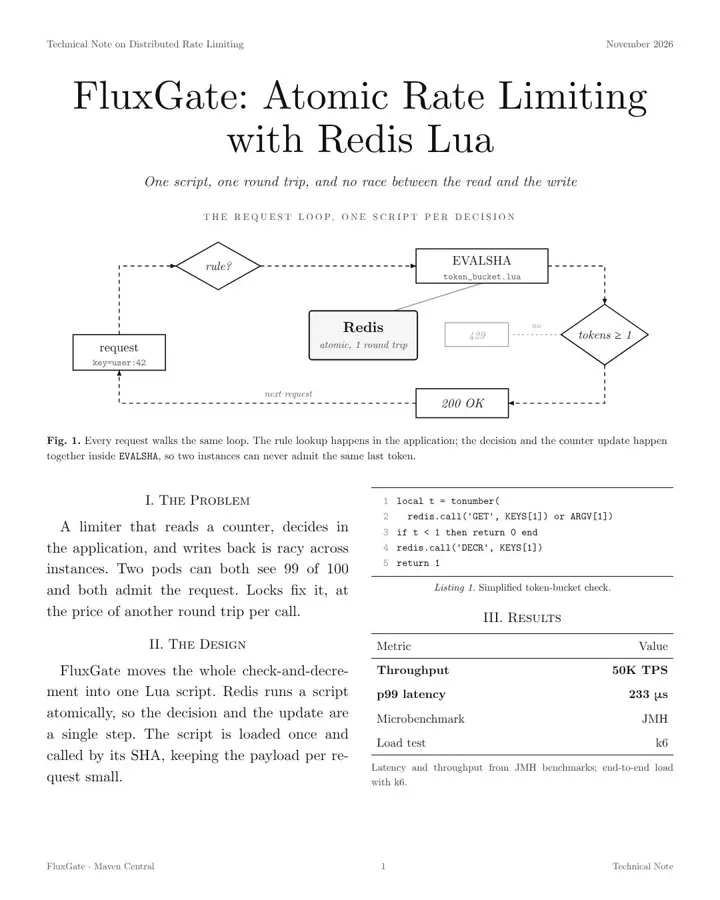 Technical Note on Distributed Rate Limiting
November 2026
FluxGate: Atomic Rate Limiting
with Redis Lua
One script, one round trip, and no race between the read and the write
THE REQUEST LOOP, ONE SCRIPT PER DECISION
rule?
EVALSHA
token_bucket.lua
Redis
atomic, 1 round trip
429
no
tokens ≥ 1
request
key=user:42
next request
200 OK
Fig. 1. Every request walks the same loop. The rule lookup happens in the application; the decision and the counter update happen
together inside EVALSHA, so two instances can never admit the same last token.
I. The Problem
A limiter that reads a counter, decides in
the application, and writes back is racy across
instances. Two pods can both see 99 of 100
and both admit the request. Locks fix it, at
the price of another round trip per call.
II. The Design
FluxGate moves the whole check-and-decre-
ment into one Lua script. Redis runs a script
atomically, so the decision and the update are
a single step. The script is loaded once and
called by its SHA, keeping the payload per re-
quest small.
1 local t = tonumber(
2   redis.call('GET', KEYS[1]) or ARGV[1])
3 if t < 1 then return 0 end
4 redis.call('DECR', KEYS[1])
5 return 1
Listing 1. Simplified token-bucket check.
III. Results
Metric Value
Throughput 50K TPS
p99 latency 233 μs
Microbenchmark JMH
Load test k6
Latency and throughput from JMH benchmarks; end-to-end load
with k6.
FluxGate · Maven Central
1
Technical Note